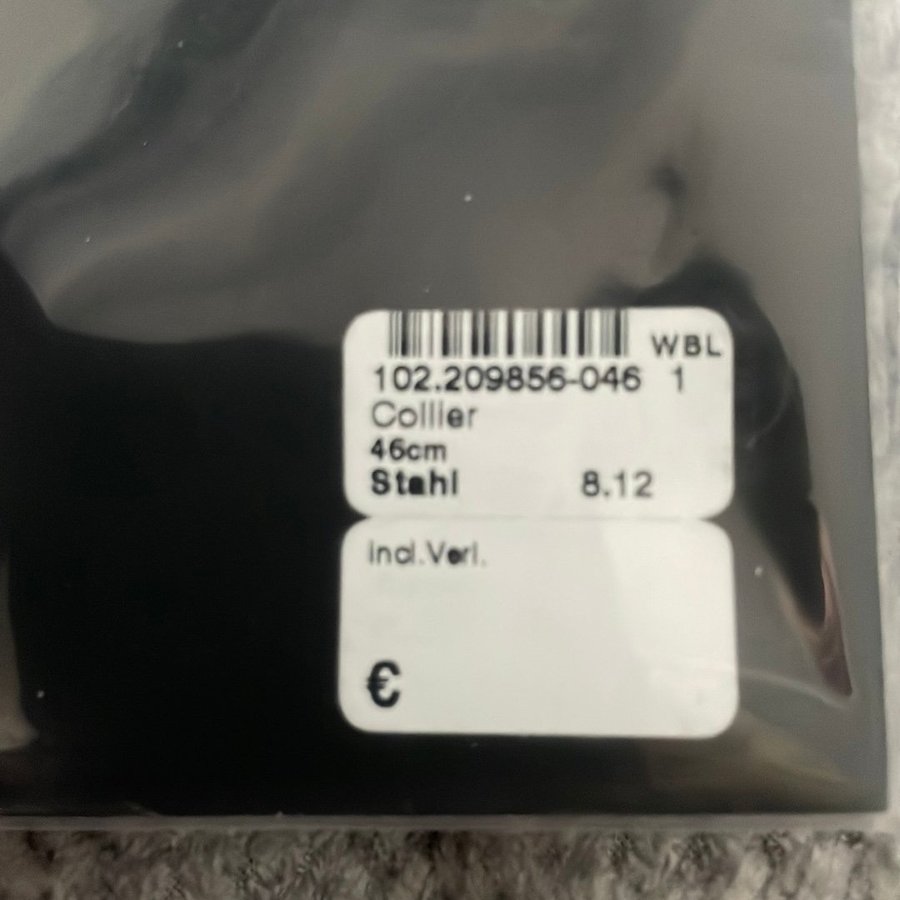 WBL
102.209856-046 1
Collier
46cm
Stahl 8.12
incl.Verl.
€